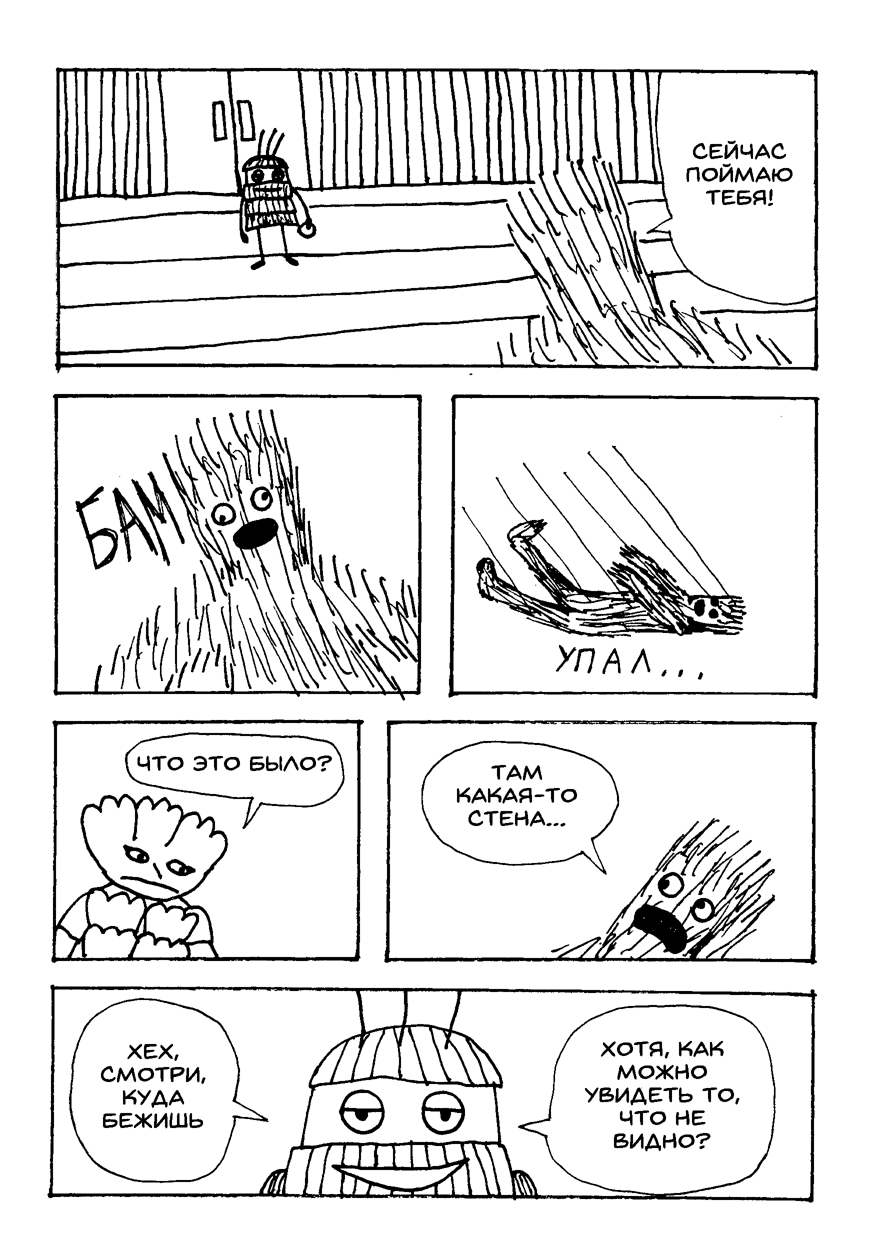 СЕЙЧАС
ПОЙМАЮ
ТЕБЯ!
БАМ
УПАЛ...
ЧТО ЭТО БЫЛО?
ТАМ
КАКАЯ-ТО
СТЕНА...
ХЕХ,
СМОТРИ,
КУДА
БЕЖИШЬ
ХОТЯ, КАК
МОЖНО
УВИДЕТЬ ТО,
ЧТО НЕ
ВИДНО?